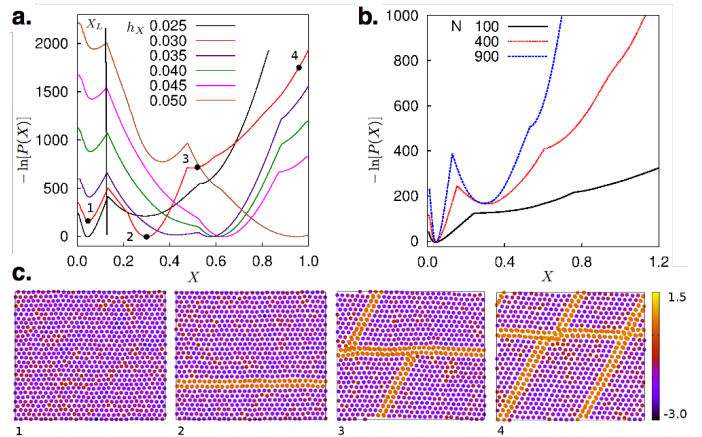 a.
X_L h_X
0.025
0.030
0.035
0.040
0.045
0.050
2000
1500
1000
500
0
− ln[P(X)]
0.0 0.2 0.4 0.6 0.8 1.0
X
1
2
3
4
b.
N 100
400
900
1000
800
600
400
200
0
− ln[P(X)]
0.0 0.4 0.8 1.2
X
c.
1.5
-3.0
1 2 3 4